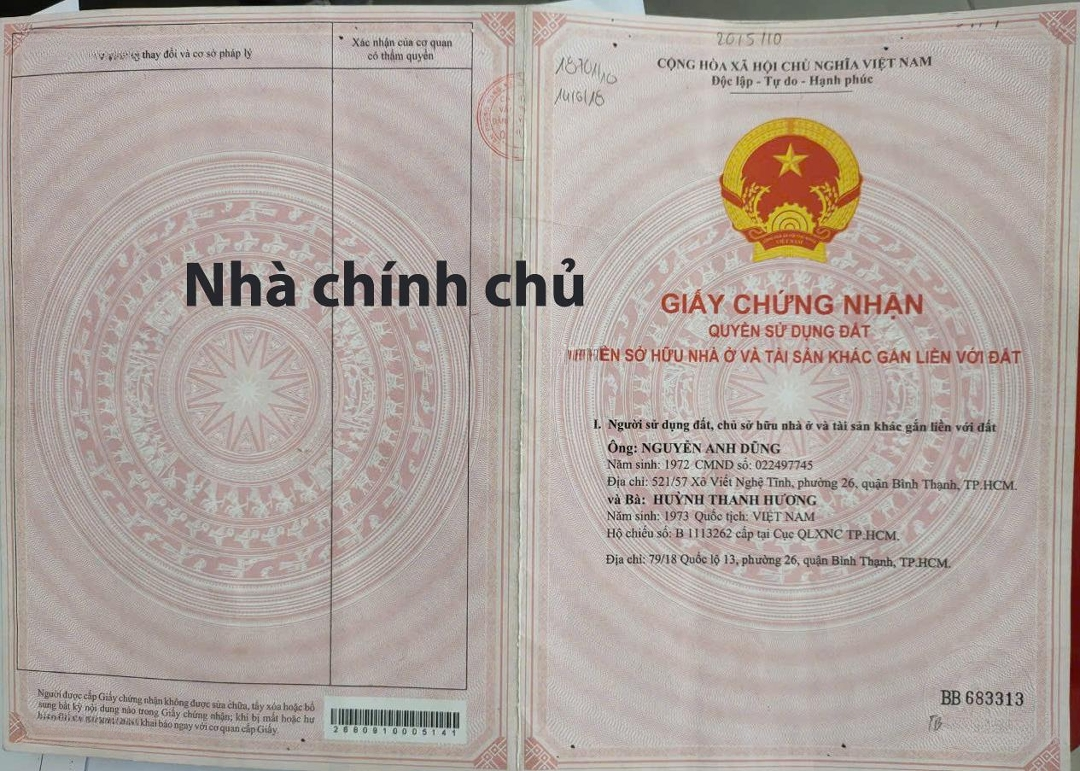 thay đổi và cơ sở pháp lý
Xác nhận của cơ quan
có thẩm quyền
Người được cấp Giấy chứng nhận không được sửa chữa, tẩy xóa hoặc bổ
sung bất kỳ nội dung nào trong Giấy chứng nhận; khi bị mất hoặc hư
khai báo ngay với cơ quan cấp Giấy.
2680910005141
Nhà chính chủ
2015/10
14/6/18
CỘNG HÒA XÃ HỘI CHỦ NGHĨA VIỆT NAM
Độc lập - Tự do - Hạnh phúc
GIẤY CHỨNG NHẬN
QUYỀN SỬ DỤNG ĐẤT
SỞ HỮU NHÀ Ở VÀ TÀI SẢN KHÁC GẮN LIỀN VỚI ĐẤT
I. Người sử dụng đất, chủ sở hữu nhà ở và tài sản khác gắn liền với đất
Ông: NGUYỄN ANH DŨNG
Năm sinh: 1972 CMND số: 022497745
Địa chỉ: 521/57 Xô Viết Nghệ Tĩnh, phường 26, quận Bình Thạnh, TP.HCM.
và Bà: HUỲNH THANH HƯƠNG
Năm sinh: 1973 Quốc tịch: VIỆT NAM
Hộ chiếu số: B 1113262 cấp tại Cục QLXNC TP.HCM.
Địa chỉ: 79/18 Quốc lộ 13, phường 26, quận Bình Thạnh, TP.HCM.
BB 683313
TB